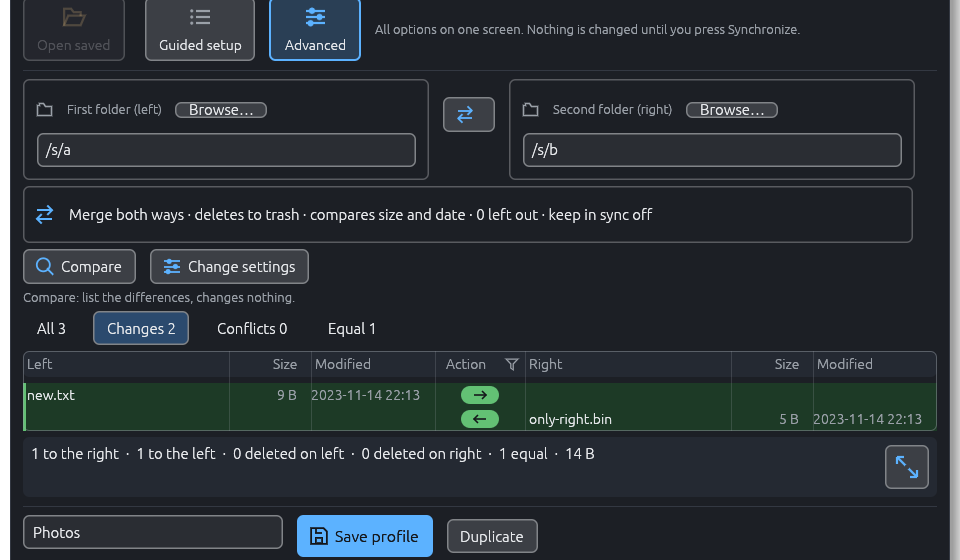 Open saved
Guided setup
Advanced
All options on one screen. Nothing is changed until you press Synchronize.
First folder (left) Browse…
/s/a
Second folder (right) Browse…
/s/b
Merge both ways · deletes to trash · compares size and date · 0 left out · keep in sync off
Compare
Change settings
Compare: list the differences, changes nothing.
All 3 Changes 2 Conflicts 0 Equal 1
Left Size Modified Action Right Size Modified
new.txt 9 B 2023-11-14 22:13
only-right.bin 5 B 2023-11-14 22:13
1 to the right · 1 to the left · 0 deleted on left · 0 deleted on right · 1 equal · 14 B
Photos
Save profile
Duplicate